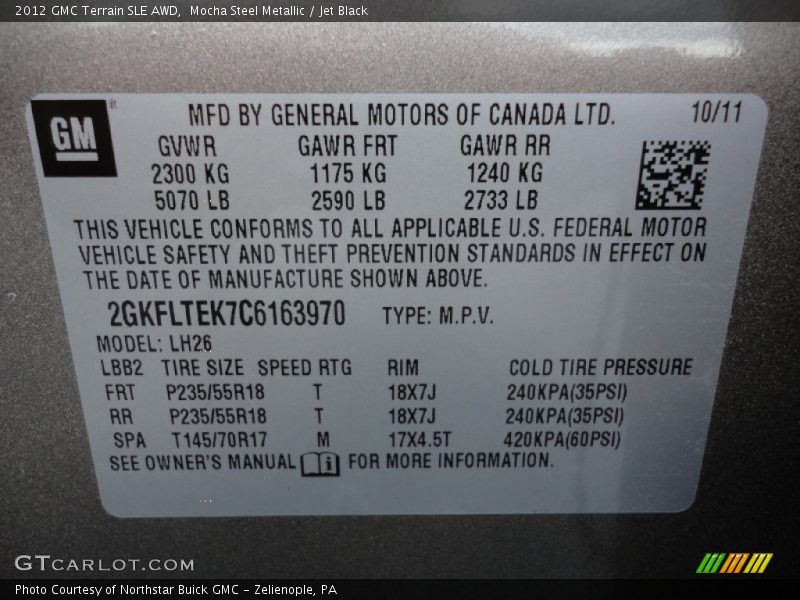 2012 GMC Terrain SLE AWD, Mocha Steel Metallic / Jet Black
GM ®
MFD BY GENERAL MOTORS OF CANADA LTD. 10/11
GVWR GAWR FRT GAWR RR
2300 KG 1175 KG 1240 KG
5070 LB 2590 LB 2733 LB
THIS VEHICLE CONFORMS TO ALL APPLICABLE U.S. FEDERAL MOTOR
VEHICLE SAFETY AND THEFT PREVENTION STANDARDS IN EFFECT ON
THE DATE OF MANUFACTURE SHOWN ABOVE.
2GKFLTEK7C6163970 TYPE: M.P.V.
MODEL: LH26
LBB2 TIRE SIZE SPEED RTG RIM COLD TIRE PRESSURE
FRT P235/55R18 T 18X7J 240KPA(35PSI)
RR P235/55R18 T 18X7J 240KPA(35PSI)
SPA T145/70R17 M 17X4.5T 420KPA(60PSI)
SEE OWNER'S MANUAL i FOR MORE INFORMATION.
GTCARLOT.COM
Photo Courtesy of Northstar Buick GMC - Zelienople, PA